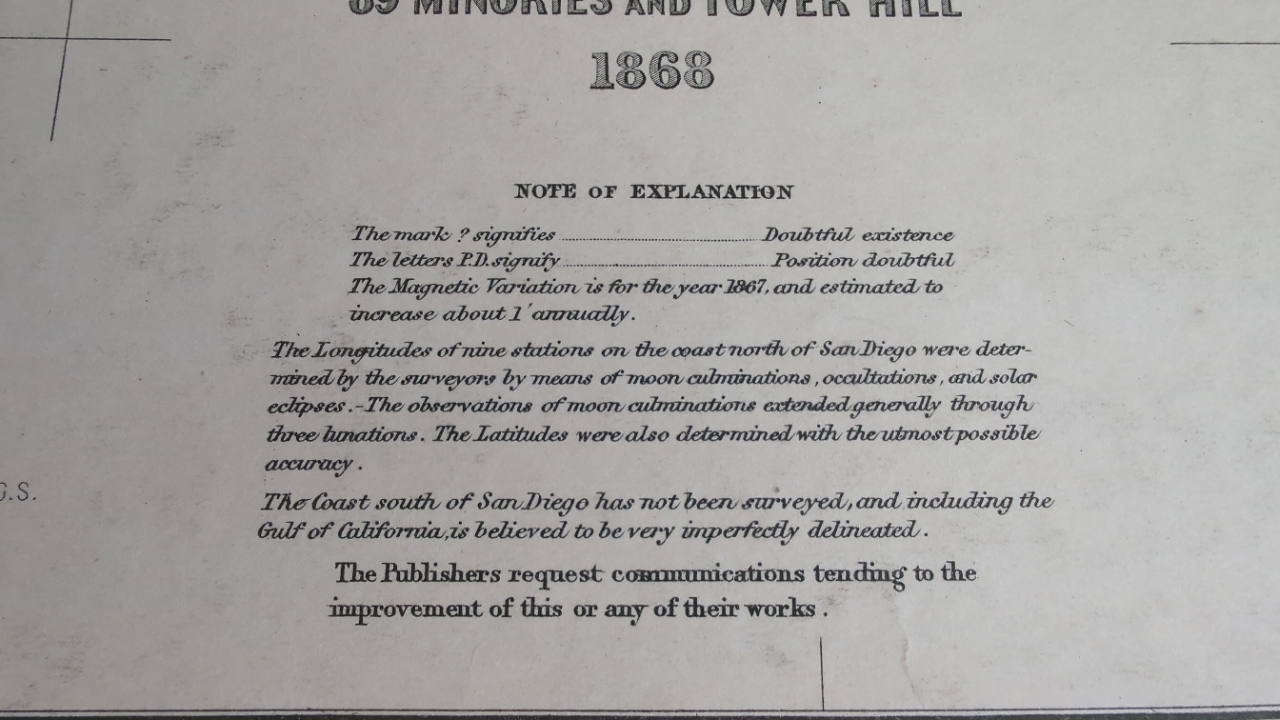 89 MINORIES AND TOWER HILL
1868
NOTE OF EXPLANATION
The mark ? signifies ........................ Doubtful existence
The letters P.D. signify ........................ Position doubtful
The Magnetic Variation is for the year 1867, and estimated to
increase about 1' annually.
The Longitudes of nine stations on the coast north of San Diego were deter-
mined by the surveyors by means of moon culminations, occultations, and solar
eclipses.-The observations of moon culminations extended generally through
three lunations. The Latitudes were also determined with the utmost possible
accuracy.
G.S.
The Coast south of San Diego has not been surveyed, and including the
Gulf of California, is believed to be very imperfectly delineated.
The Publishers request communications tending to the
improvement of this or any of their works.